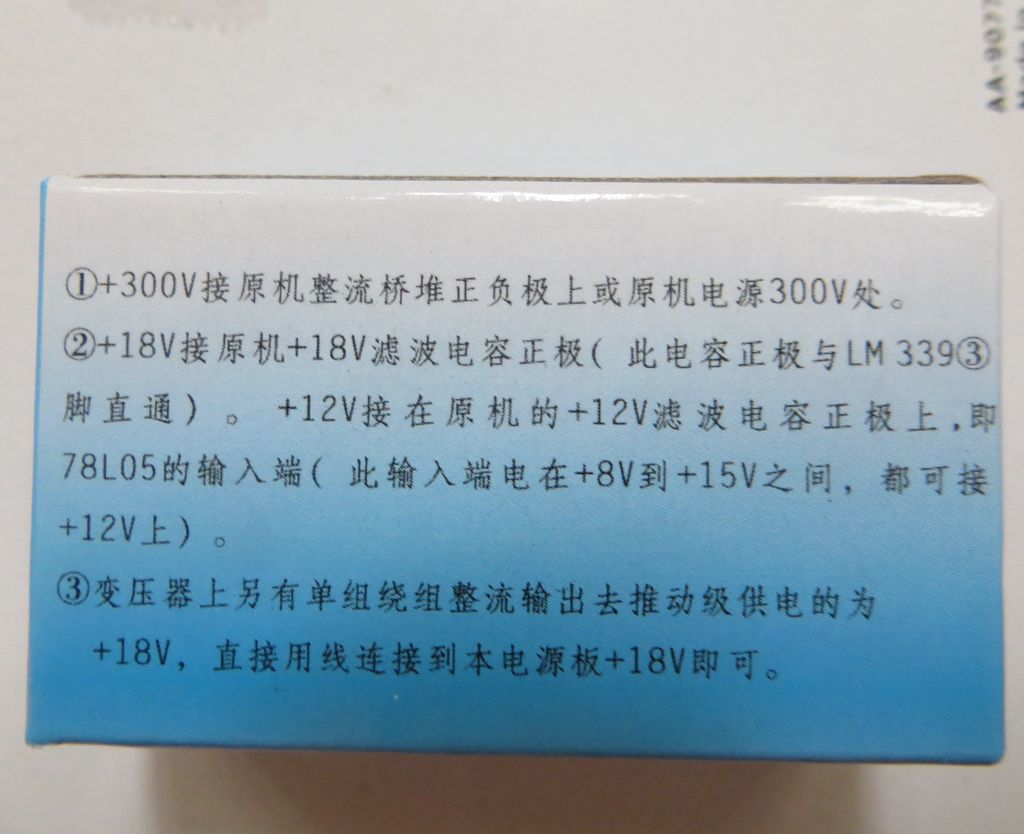 AA-907
①+300V接原机整流桥堆正负极上或原机电源300V处。
②+18V接原机+18V滤波电容正极(此电容正极与LM339③
脚直通)。+12V接在原机的+12V滤波电容正极上,即
78L05的输入端(此输入端电在+8V到+15V之间,都可接
+12V上)。
③变压器上另有单组绕组整流输出去推动级供电的为
+18V,直接用线连接到本电源板+18V即可。